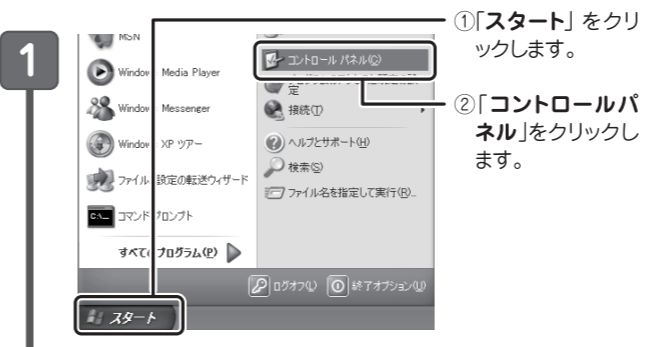 1
MSN
Window Media Player
Window Messenger
Window XP ツアー
ファイル 設定の転送ウィザード
C:\_
コマンド プロンプト
すべての プログラム(P)
コントロール パネル(C)
定
接続(T)
ヘルプとサポート(H)
検索(S)
ファイル名を指定して実行(R)...
ログオフ(L)
終了オプション(U)
スタート
①「スタート」をクリ
ックします。
②「コントロールパ
ネル」をクリックし
ます。